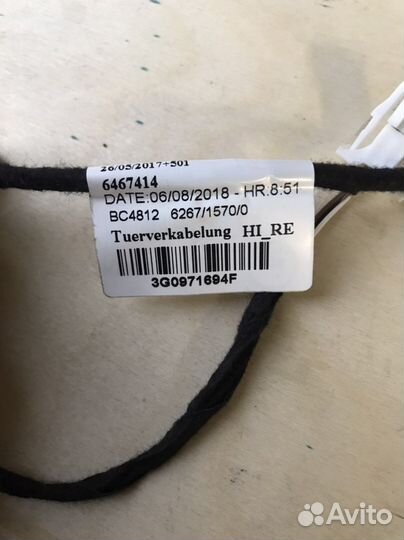 26/05/2017+501
6467414
DATE:06/08/2018 - HR.8:51
BC4812 6267/1570/0
Tuerverkabelung HI_RE
3G0971694F
Avito